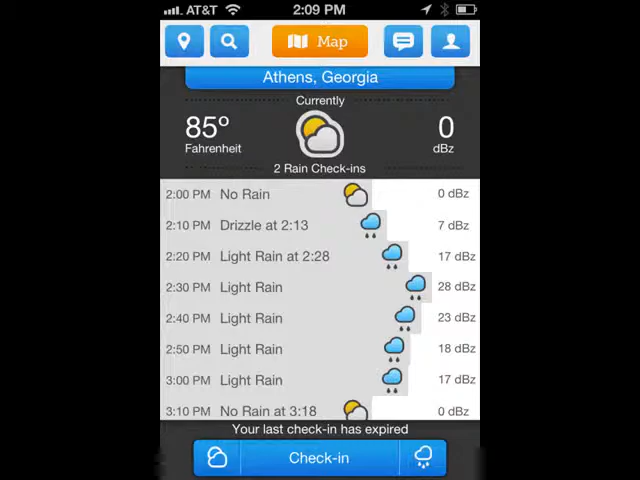 AT&T 2:09 PM
Map
Athens, Georgia
Currently
85º 0
Fahrenheit dBz
2 Rain Check-ins
2:00 PM No Rain 0 dBz
2:10 PM Drizzle at 2:13 7 dBz
2:20 PM Light Rain at 2:28 17 dBz
2:30 PM Light Rain 28 dBz
2:40 PM Light Rain 23 dBz
2:50 PM Light Rain 18 dBz
3:00 PM Light Rain 17 dBz
3:10 PM No Rain at 3:18 0 dBz
Your last check-in has expired
Check-in